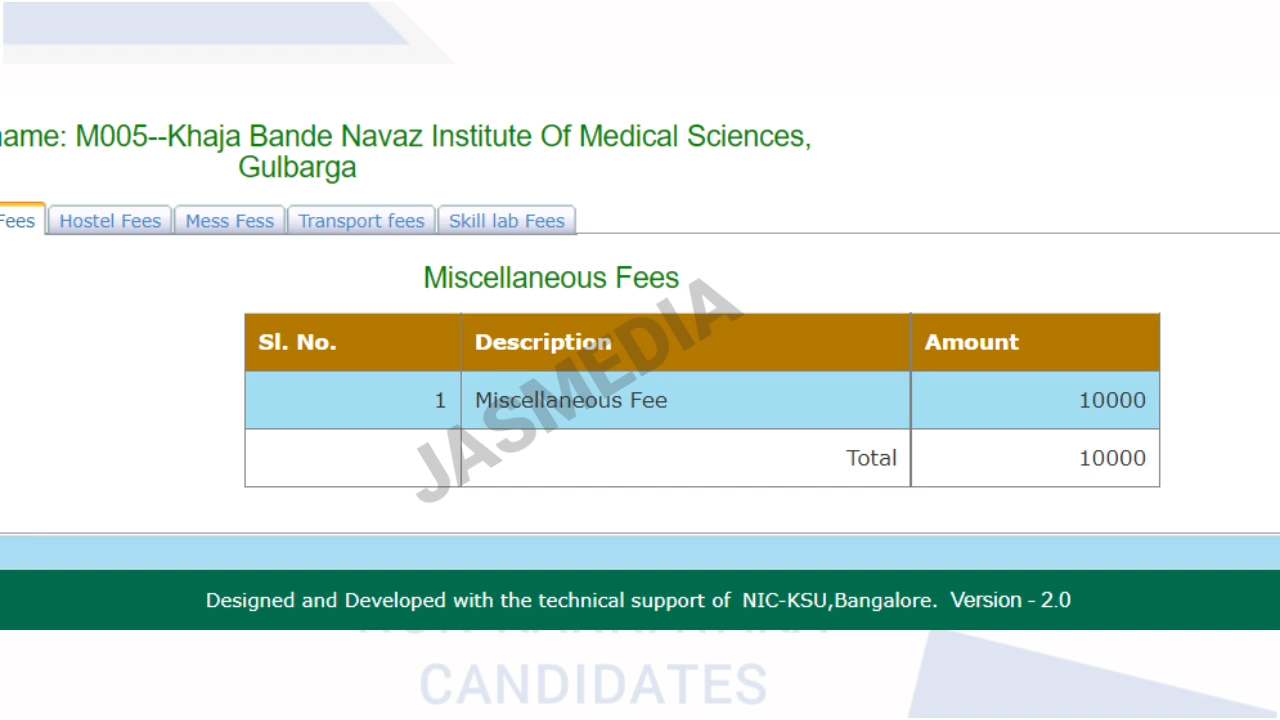 ame: M005--Khaja Bande Navaz Institute Of Medical Sciences,
Gulbarga
Fees Hostel Fees Mess Fess Transport fees Skill lab Fees
Miscellaneous Fees
Sl. No. Description Amount
1 Miscellaneous Fee 10000
Total 10000
JASMEDIA
Designed and Developed with the technical support of NIC-KSU,Bangalore. Version - 2.0
CANDIDATES